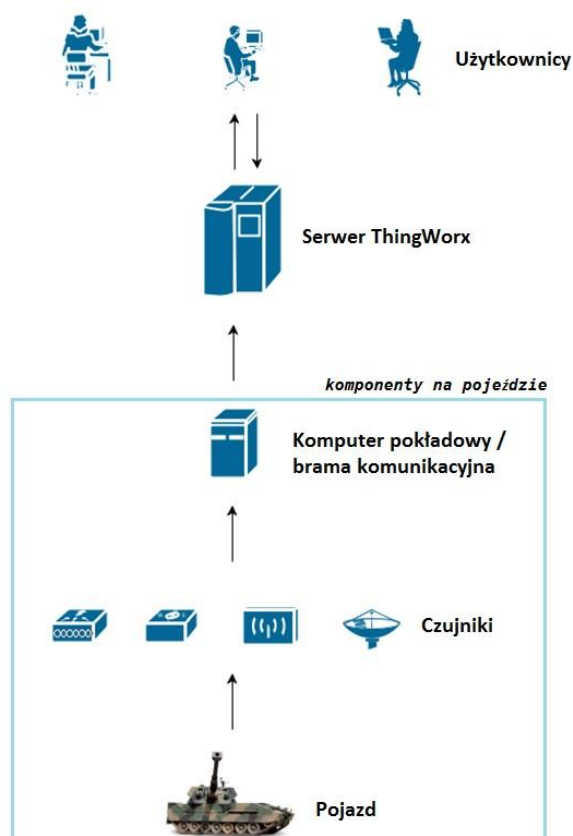 Użytkownicy
Serwer ThingWorx
komponenty na pojeździe
Komputer pokładowy /
brama komunikacyjna
Czujniki
Pojazd